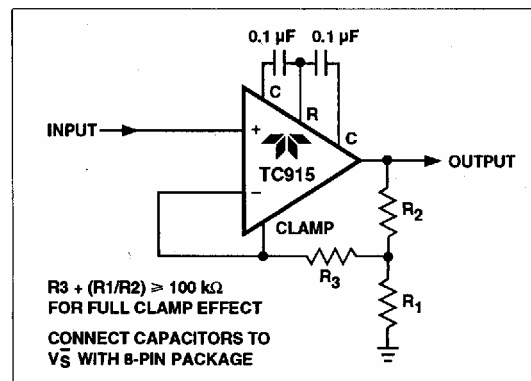 0.1 µF 0.1 µF
C
R
C
INPUT
+
TC915
OUTPUT
−
R2
CLAMP
R3
R1
R3 + (R1/R2) ≥ 100 kΩ
FOR FULL CLAMP EFFECT
CONNECT CAPACITORS TO
V−S WITH 8-PIN PACKAGE